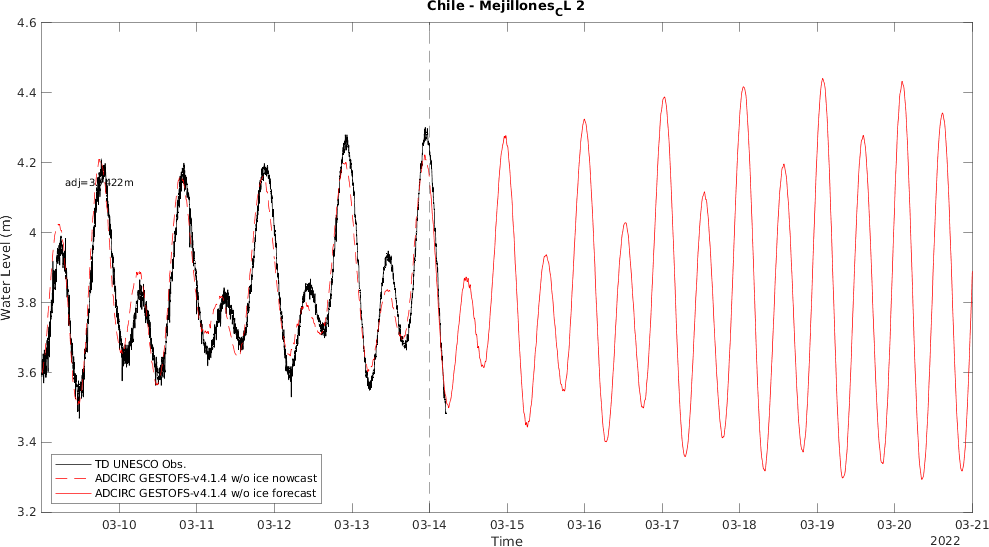 Chile - Mejillones_CL 2
4.6
4.4
4.2
4
3.8
3.6
3.4
3.2
Water Level (m)
TD UNESCO Obs.
ADCIRC GESTOFS-v4.1.4 w/o ice nowcast
ADCIRC GESTOFS-v4.1.4 w/o ice forecast
03-10 03-11 03-12 03-13 03-14 03-15 03-16 03-17 03-18 03-19 03-20 03-21
Time
2022